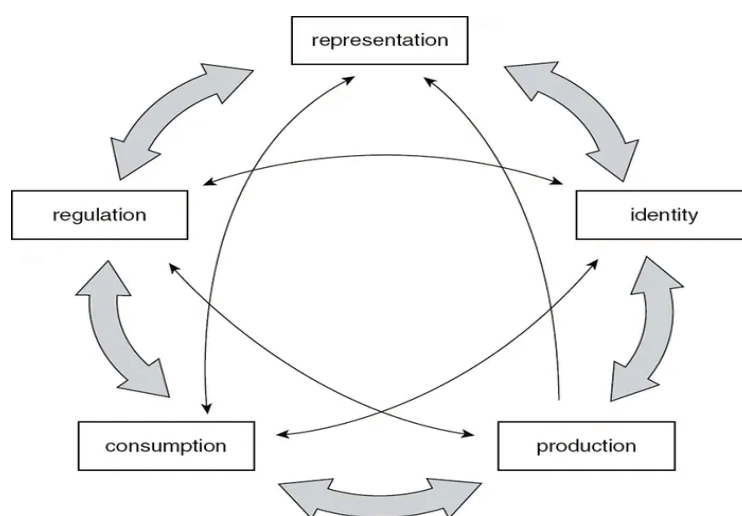 representation
regulation
identity
consumption
production